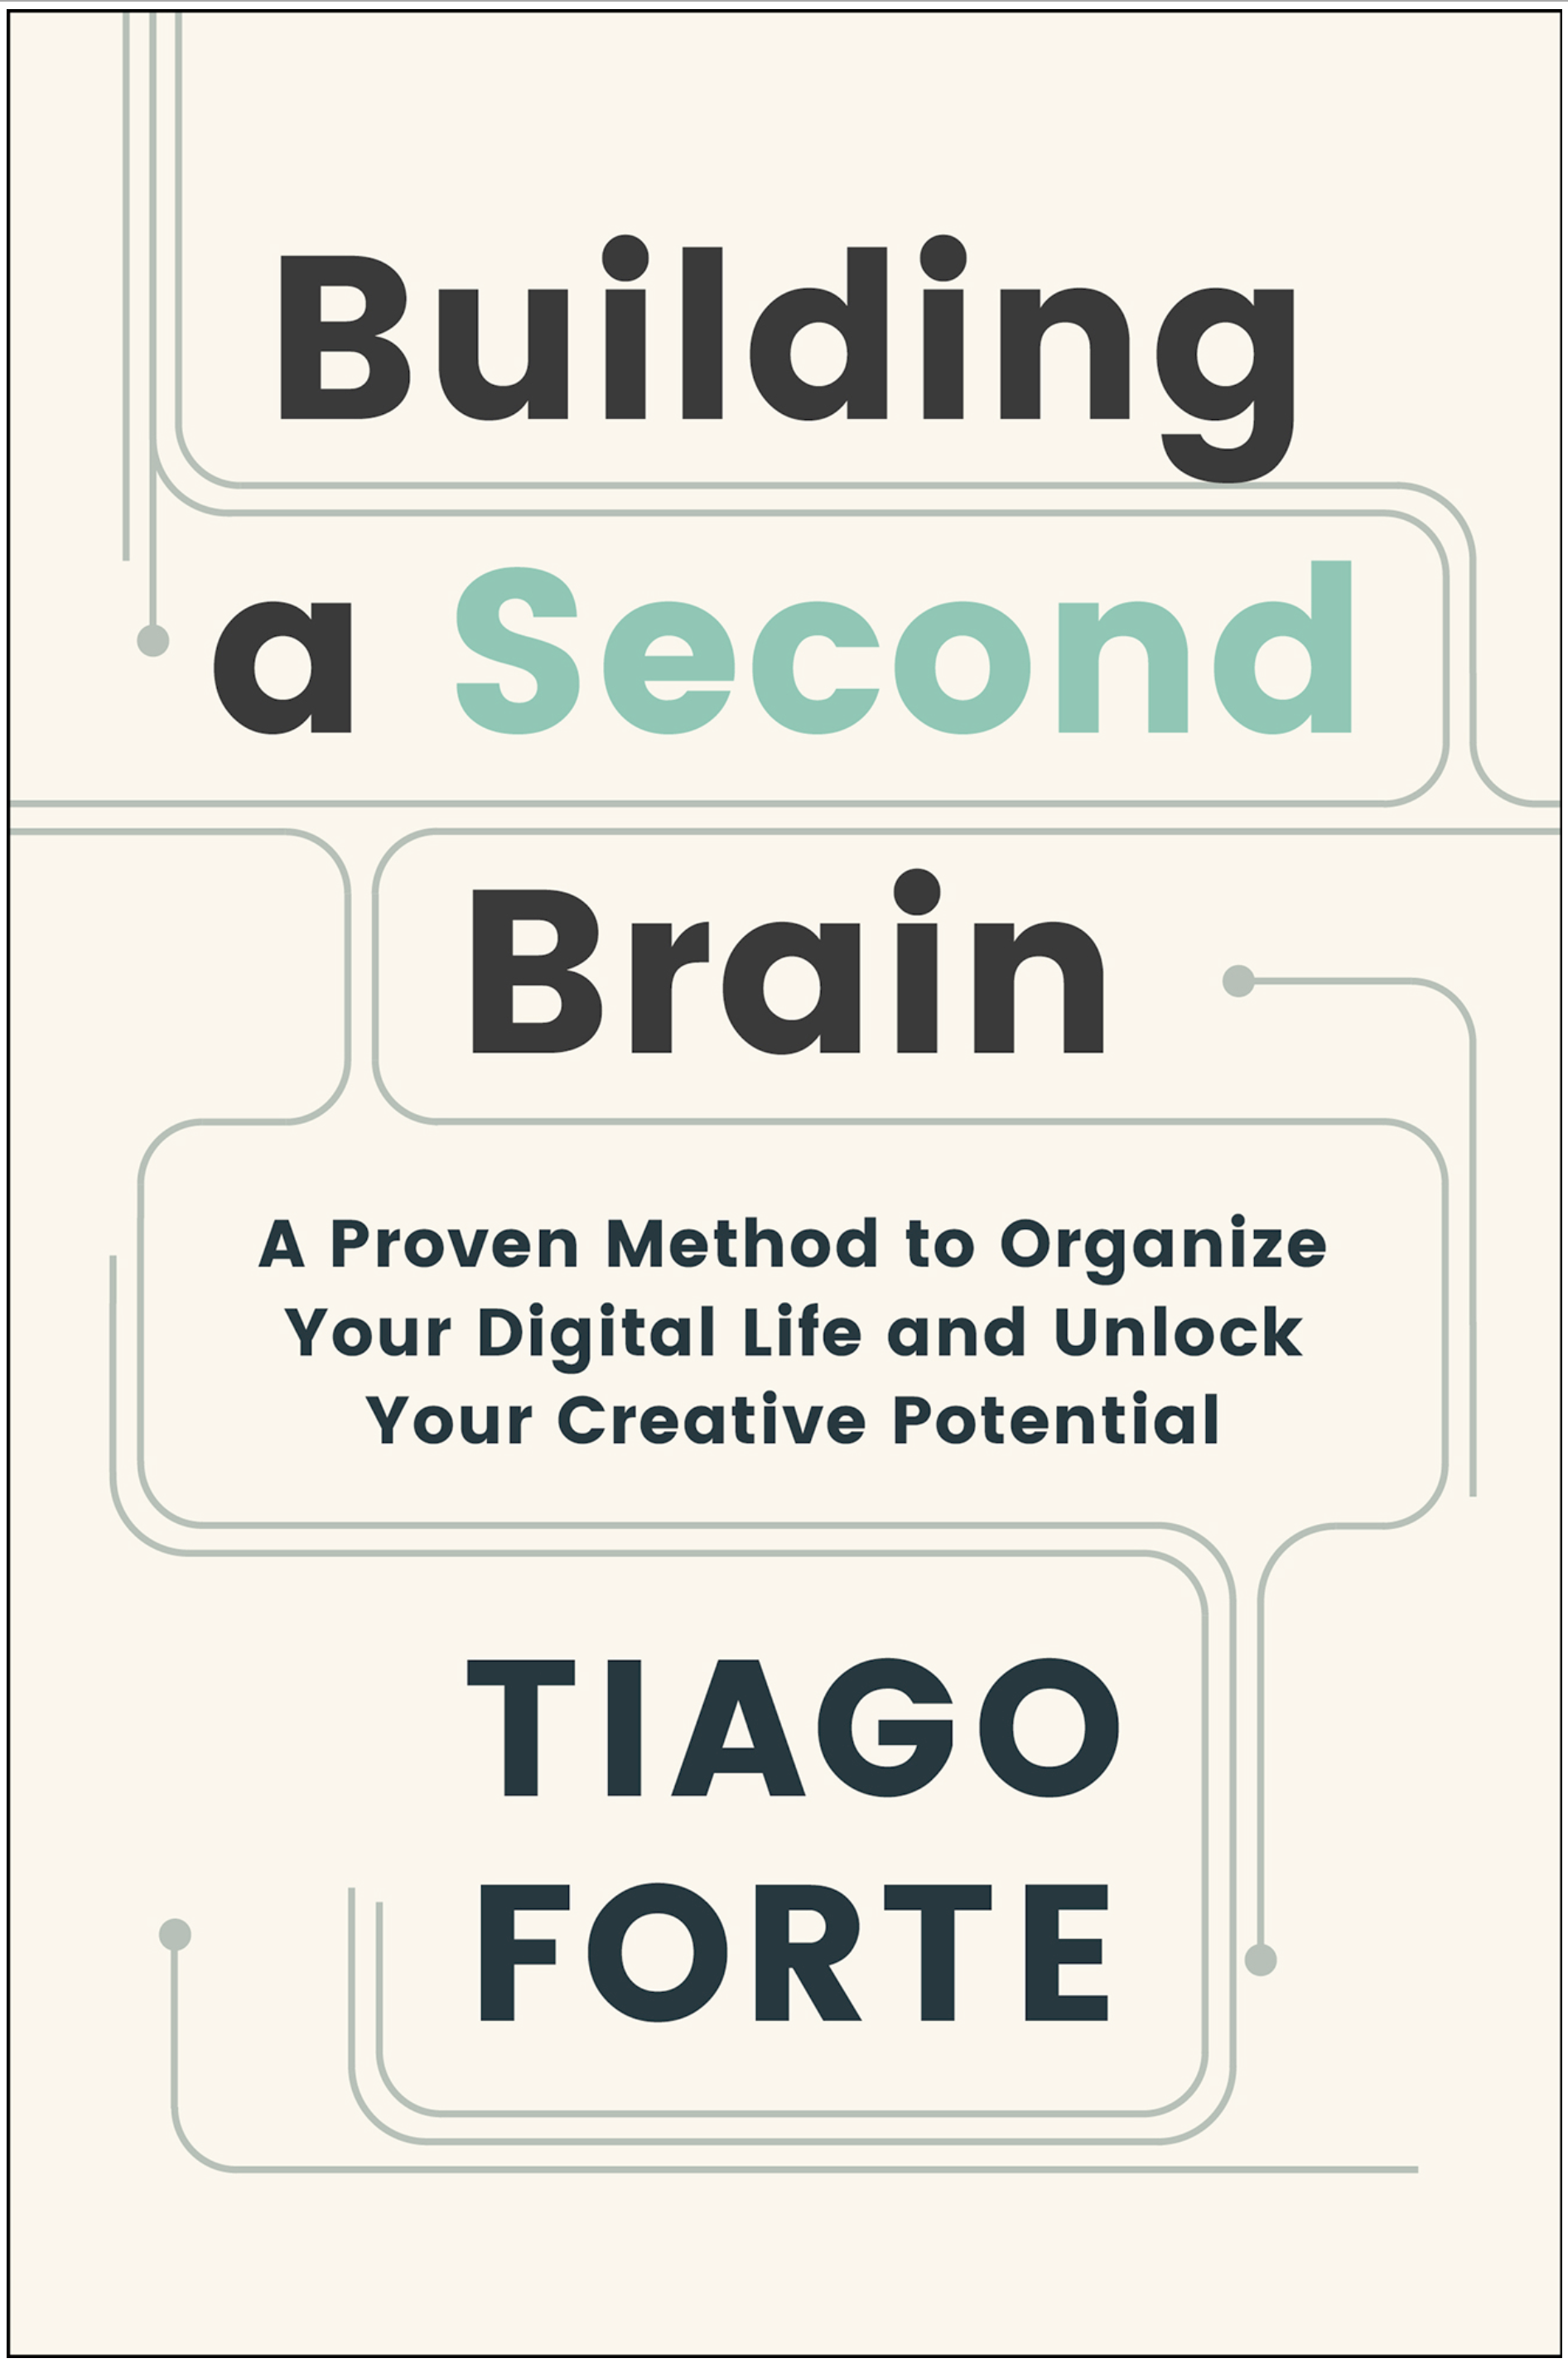 Building
a Second
Brain
A Proven Method to Organize
Your Digital Life and Unlock
Your Creative Potential
TIAGO
FORTE